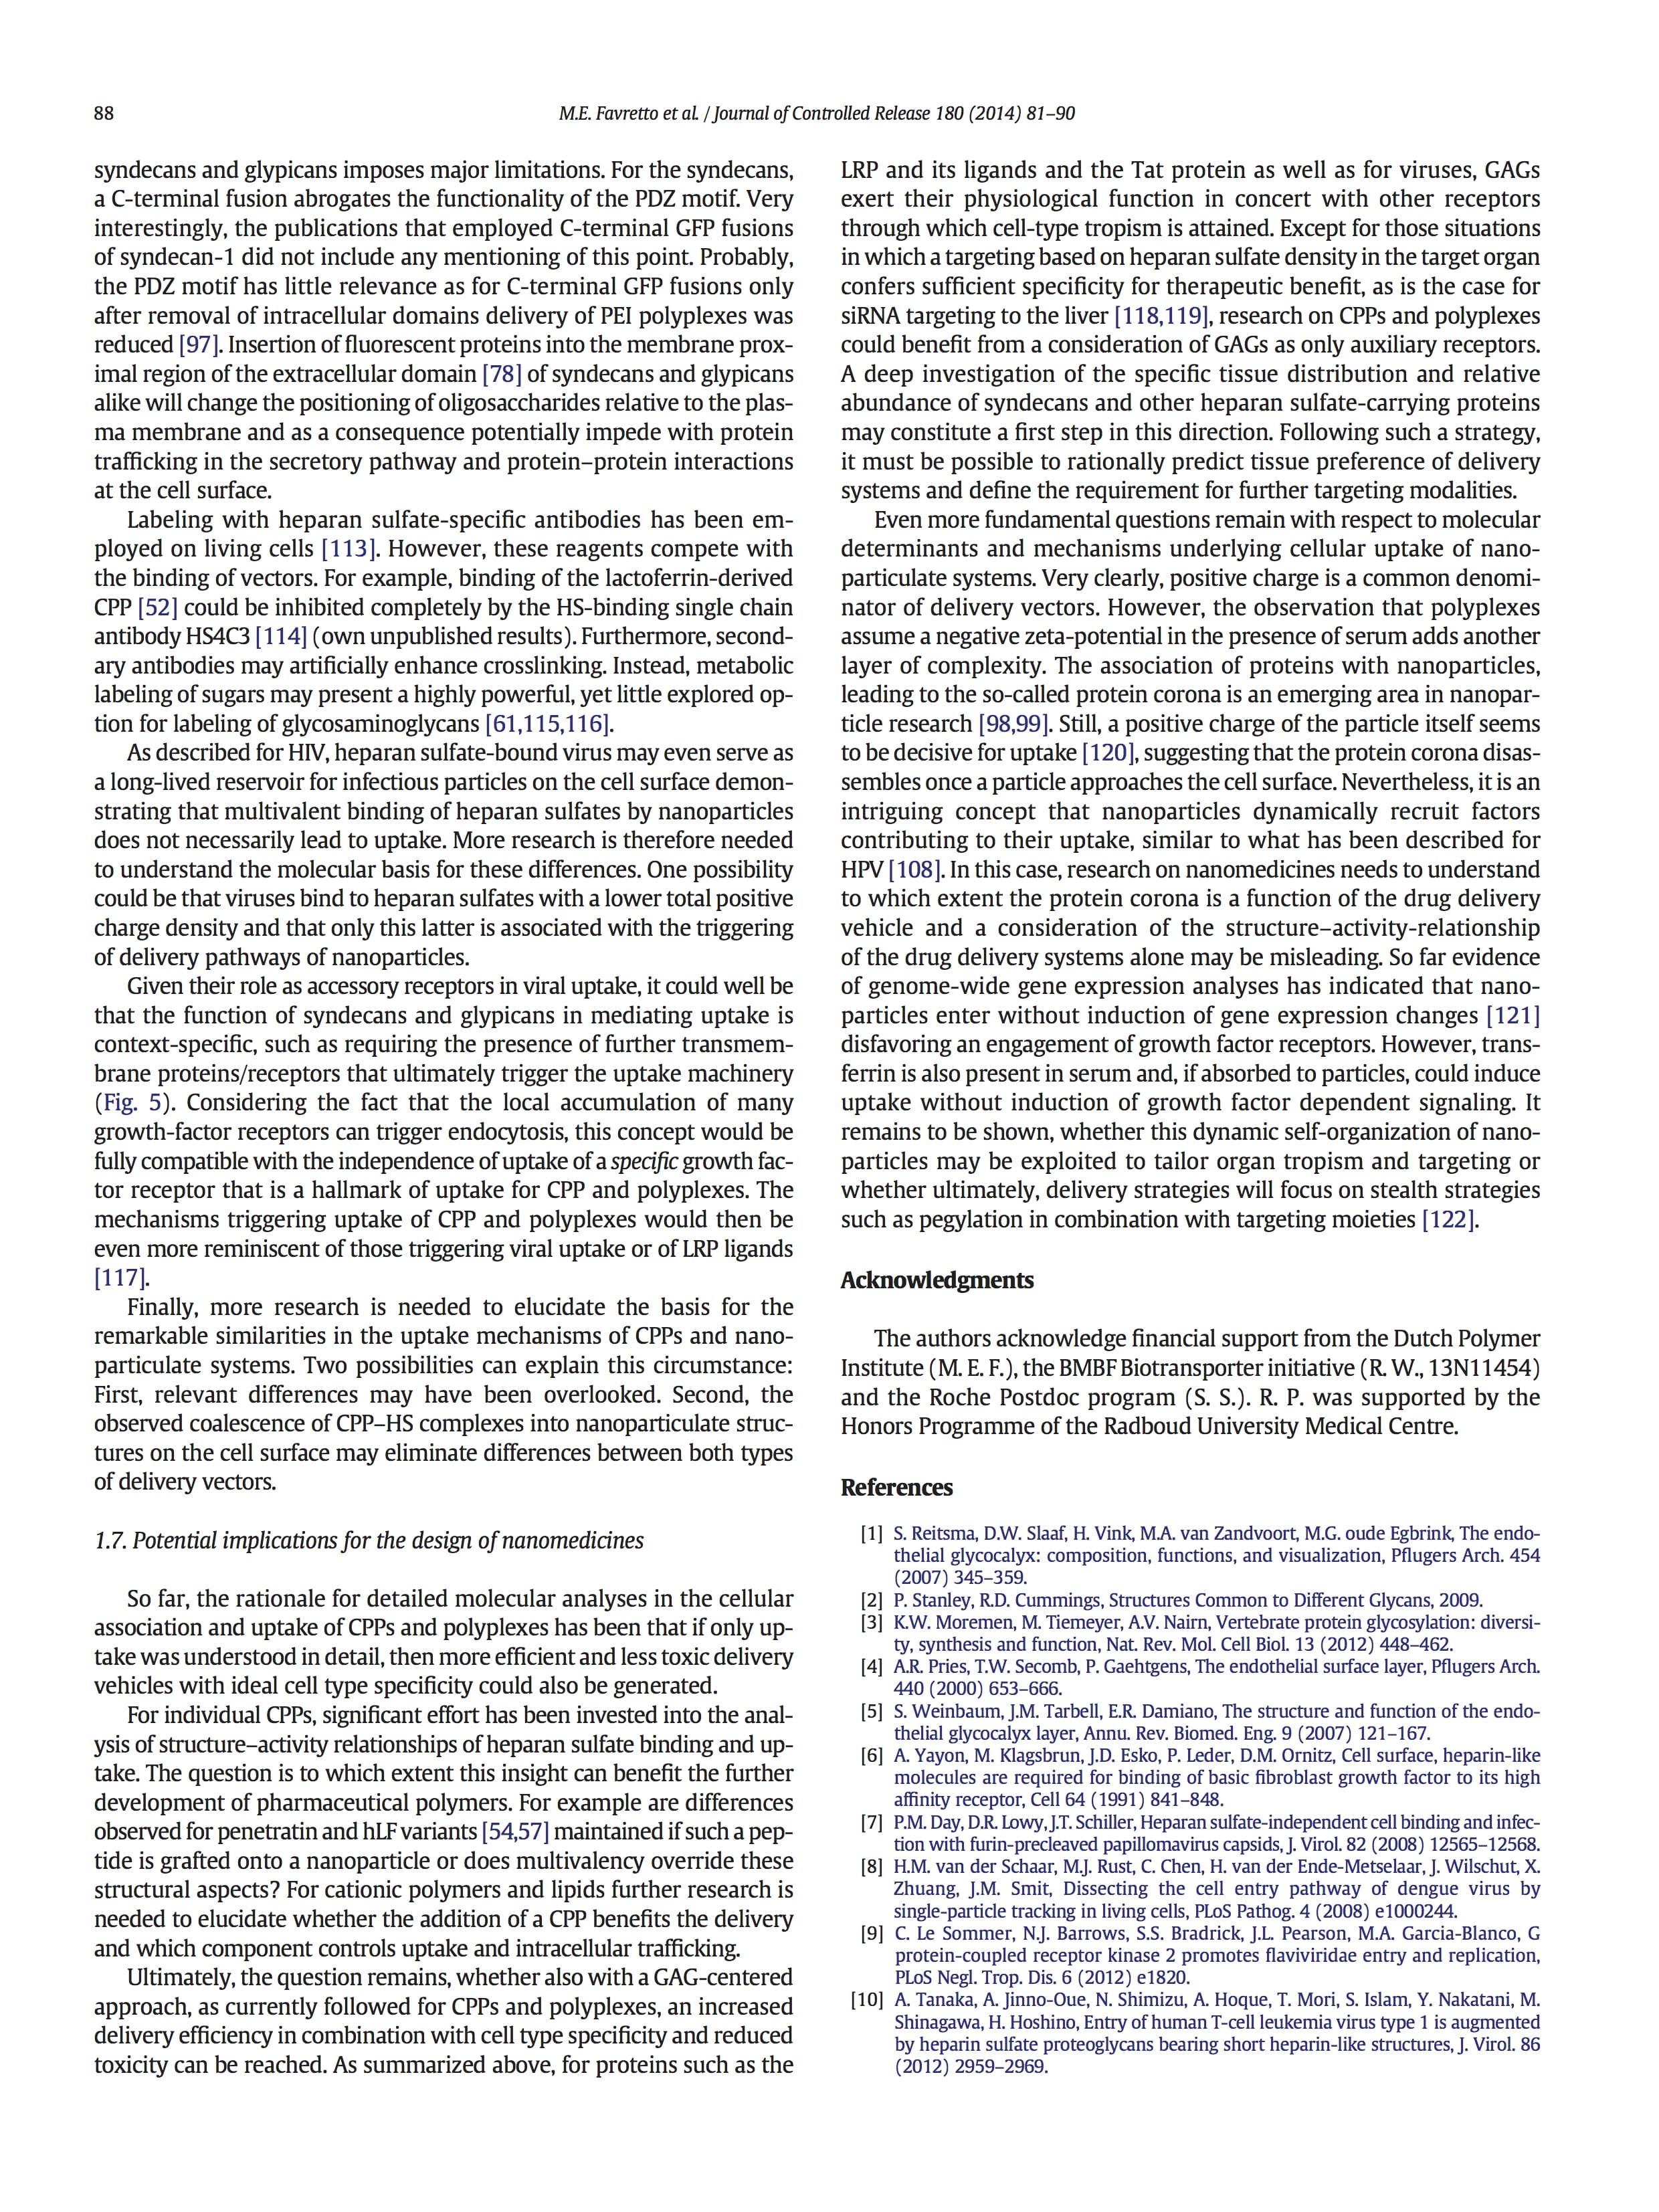 88
M.E. Favretto et al. / Journal of Controlled Release 180 (2014) 81–90
syndecans and glypicans imposes major limitations. For the syndecans,
a C-terminal fusion abrogates the functionality of the PDZ motif. Very
interestingly, the publications that employed C-terminal GFP fusions
of syndecan-1 did not include any mentioning of this point. Probably,
the PDZ motif has little relevance as for C-terminal GFP fusions only
after removal of intracellular domains delivery of PEI polyplexes was
reduced [97]. Insertion of fluorescent proteins into the membrane prox-
imal region of the extracellular domain [78] of syndecans and glypicans
alike will change the positioning of oligosaccharides relative to the plas-
ma membrane and as a consequence potentially impede with protein
trafficking in the secretory pathway and protein–protein interactions
at the cell surface.
Labeling with heparan sulfate-specific antibodies has been em-
ployed on living cells [113]. However, these reagents compete with
the binding of vectors. For example, binding of the lactoferrin-derived
CPP [52] could be inhibited completely by the HS-binding single chain
antibody HS4C3 [114] (own unpublished results). Furthermore, second-
ary antibodies may artificially enhance crosslinking. Instead, metabolic
labeling of sugars may present a highly powerful, yet little explored op-
tion for labeling of glycosaminoglycans [61,115,116].
As described for HIV, heparan sulfate-bound virus may even serve as
a long-lived reservoir for infectious particles on the cell surface demon-
strating that multivalent binding of heparan sulfates by nanoparticles
does not necessarily lead to uptake. More research is therefore needed
to understand the molecular basis for these differences. One possibility
could be that viruses bind to heparan sulfates with a lower total positive
charge density and that only this latter is associated with the triggering
of delivery pathways of nanoparticles.
Given their role as accessory receptors in viral uptake, it could well be
that the function of syndecans and glypicans in mediating uptake is
context-specific, such as requiring the presence of further transmem-
brane proteins/receptors that ultimately trigger the uptake machinery
(Fig. 5). Considering the fact that the local accumulation of many
growth-factor receptors can trigger endocytosis, this concept would be
fully compatible with the independence of uptake of a specific growth fac-
tor receptor that is a hallmark of uptake for CPP and polyplexes. The
mechanisms triggering uptake of CPP and polyplexes would then be
even more reminiscent of those triggering viral uptake or of LRP ligands
[117].
Finally, more research is needed to elucidate the basis for the
remarkable similarities in the uptake mechanisms of CPPs and nano-
particulate systems. Two possibilities can explain this circumstance:
First, relevant differences may have been overlooked. Second, the
observed coalescence of CPP–HS complexes into nanoparticulate struc-
tures on the cell surface may eliminate differences between both types
of delivery vectors.
1.7. Potential implications for the design of nanomedicines
So far, the rationale for detailed molecular analyses in the cellular
association and uptake of CPPs and polyplexes has been that if only up-
take was understood in detail, then more efficient and less toxic delivery
vehicles with ideal cell type specificity could also be generated.
For individual CPPs, significant effort has been invested into the anal-
ysis of structure–activity relationships of heparan sulfate binding and up-
take. The question is to which extent this insight can benefit the further
development of pharmaceutical polymers. For example are differences
observed for penetratin and hLF variants [54,57] maintained if such a pep-
tide is grafted onto a nanoparticle or does multivalency override these
structural aspects? For cationic polymers and lipids further research is
needed to elucidate whether the addition of a CPP benefits the delivery
and which component controls uptake and intracellular trafficking.
Ultimately, the question remains, whether also with a GAG-centered
approach, as currently followed for CPPs and polyplexes, an increased
delivery efficiency in combination with cell type specificity and reduced
toxicity can be reached. As summarized above, for proteins such as the
LRP and its ligands and the Tat protein as well as for viruses, GAGs
exert their physiological function in concert with other receptors
through which cell-type tropism is attained. Except for those situations
in which a targeting based on heparan sulfate density in the target organ
confers sufficient specificity for therapeutic benefit, as is the case for
siRNA targeting to the liver [118,119], research on CPPs and polyplexes
could benefit from a consideration of GAGs as only auxiliary receptors.
A deep investigation of the specific tissue distribution and relative
abundance of syndecans and other heparan sulfate-carrying proteins
may constitute a first step in this direction. Following such a strategy,
it must be possible to rationally predict tissue preference of delivery
systems and define the requirement for further targeting modalities.
Even more fundamental questions remain with respect to molecular
determinants and mechanisms underlying cellular uptake of nano-
particulate systems. Very clearly, positive charge is a common denomi-
nator of delivery vectors. However, the observation that polyplexes
assume a negative zeta-potential in the presence of serum adds another
layer of complexity. The association of proteins with nanoparticles,
leading to the so-called protein corona is an emerging area in nanopar-
ticle research [98,99]. Still, a positive charge of the particle itself seems
to be decisive for uptake [120], suggesting that the protein corona disas-
sembles once a particle approaches the cell surface. Nevertheless, it is an
intriguing concept that nanoparticles dynamically recruit factors
contributing to their uptake, similar to what has been described for
HPV [108]. In this case, research on nanomedicines needs to understand
to which extent the protein corona is a function of the drug delivery
vehicle and a consideration of the structure–activity-relationship
of the drug delivery systems alone may be misleading. So far evidence
of genome-wide gene expression analyses has indicated that nano-
particles enter without induction of gene expression changes [121]
disfavoring an engagement of growth factor receptors. However, trans-
ferrin is also present in serum and, if absorbed to particles, could induce
uptake without induction of growth factor dependent signaling. It
remains to be shown, whether this dynamic self-organization of nano-
particles may be exploited to tailor organ tropism and targeting or
whether ultimately, delivery strategies will focus on stealth strategies
such as pegylation in combination with targeting moieties [122].
Acknowledgments
The authors acknowledge financial support from the Dutch Polymer
Institute (M. E. F.), the BMBF Biotransporter initiative (R. W., 13N11454)
and the Roche Postdoc program (S. S.). R. P. was supported by the
Honors Programme of the Radboud University Medical Centre.
References
[1] S. Reitsma, D.W. Slaaf, H. Vink, M.A. van Zandvoort, M.G. oude Egbrink, The endo-
thelial glycocalyx: composition, functions, and visualization, Pflugers Arch. 454
(2007) 345–359.
[2] P. Stanley, R.D. Cummings, Structures Common to Different Glycans, 2009.
[3] K.W. Moremen, M. Tiemeyer, A.V. Nairn, Vertebrate protein glycosylation: diversi-
ty, synthesis and function, Nat. Rev. Mol. Cell Biol. 13 (2012) 448–462.
[4] A.R. Pries, T.W. Secomb, P. Gaehtgens, The endothelial surface layer, Pflugers Arch.
440 (2000) 653–666.
[5] S. Weinbaum, J.M. Tarbell, E.R. Damiano, The structure and function of the endo-
thelial glycocalyx layer, Annu. Rev. Biomed. Eng. 9 (2007) 121–167.
[6] A. Yayon, M. Klagsbrun, J.D. Esko, P. Leder, D.M. Ornitz, Cell surface, heparin-like
molecules are required for binding of basic fibroblast growth factor to its high
affinity receptor, Cell 64 (1991) 841–848.
[7] P.M. Day, D.R. Lowy, J.T. Schiller, Heparan sulfate-independent cell binding and infec-
tion with furin-precleaved papillomavirus capsids, J. Virol. 82 (2008) 12565–12568.
[8] H.M. van der Schaar, M.J. Rust, C. Chen, H. van der Ende-Metselaar, J. Wilschut, X.
Zhuang, J.M. Smit, Dissecting the cell entry pathway of dengue virus by
single-particle tracking in living cells, PLoS Pathog. 4 (2008) e1000244.
[9] C. Le Sommer, N.J. Barrows, S.S. Bradrick, J.L. Pearson, M.A. Garcia-Blanco, G
protein-coupled receptor kinase 2 promotes flaviviridae entry and replication,
PLoS Negl. Trop. Dis. 6 (2012) e1820.
[10] A. Tanaka, A. Jinno-Oue, N. Shimizu, A. Hoque, T. Mori, S. Islam, Y. Nakatani, M.
Shinagawa, H. Hoshino, Entry of human T-cell leukemia virus type 1 is augmented
by heparin sulfate proteoglycans bearing short heparin-like structures, J. Virol. 86
(2012) 2959–2969.